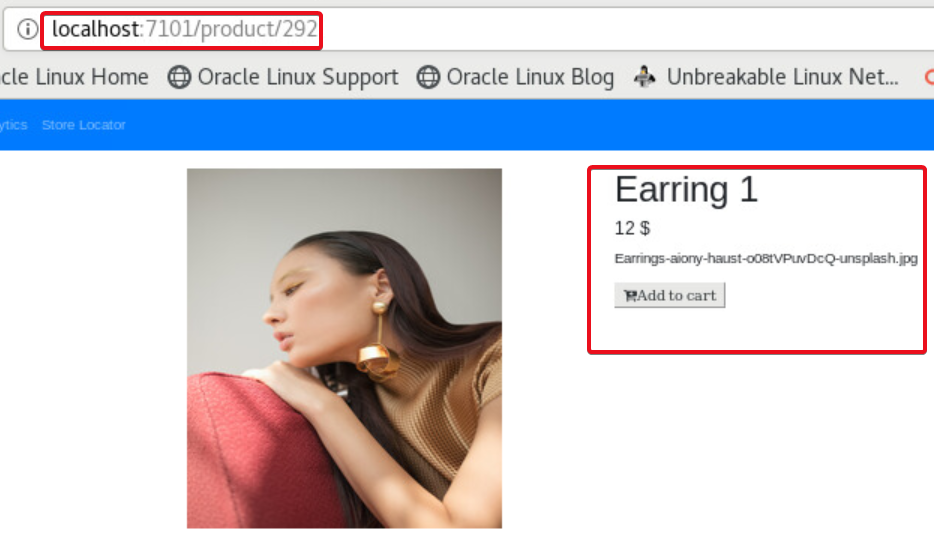 localhost:7101/product/292
cle Linux Home Oracle Linux Support Oracle Linux Blog Unbreakable Linux Net...
ytics Store Locator
Earring 1
12 $
Earrings-aiony-haust-o08tVPuvDcQ-unsplash.jpg
Add to cart